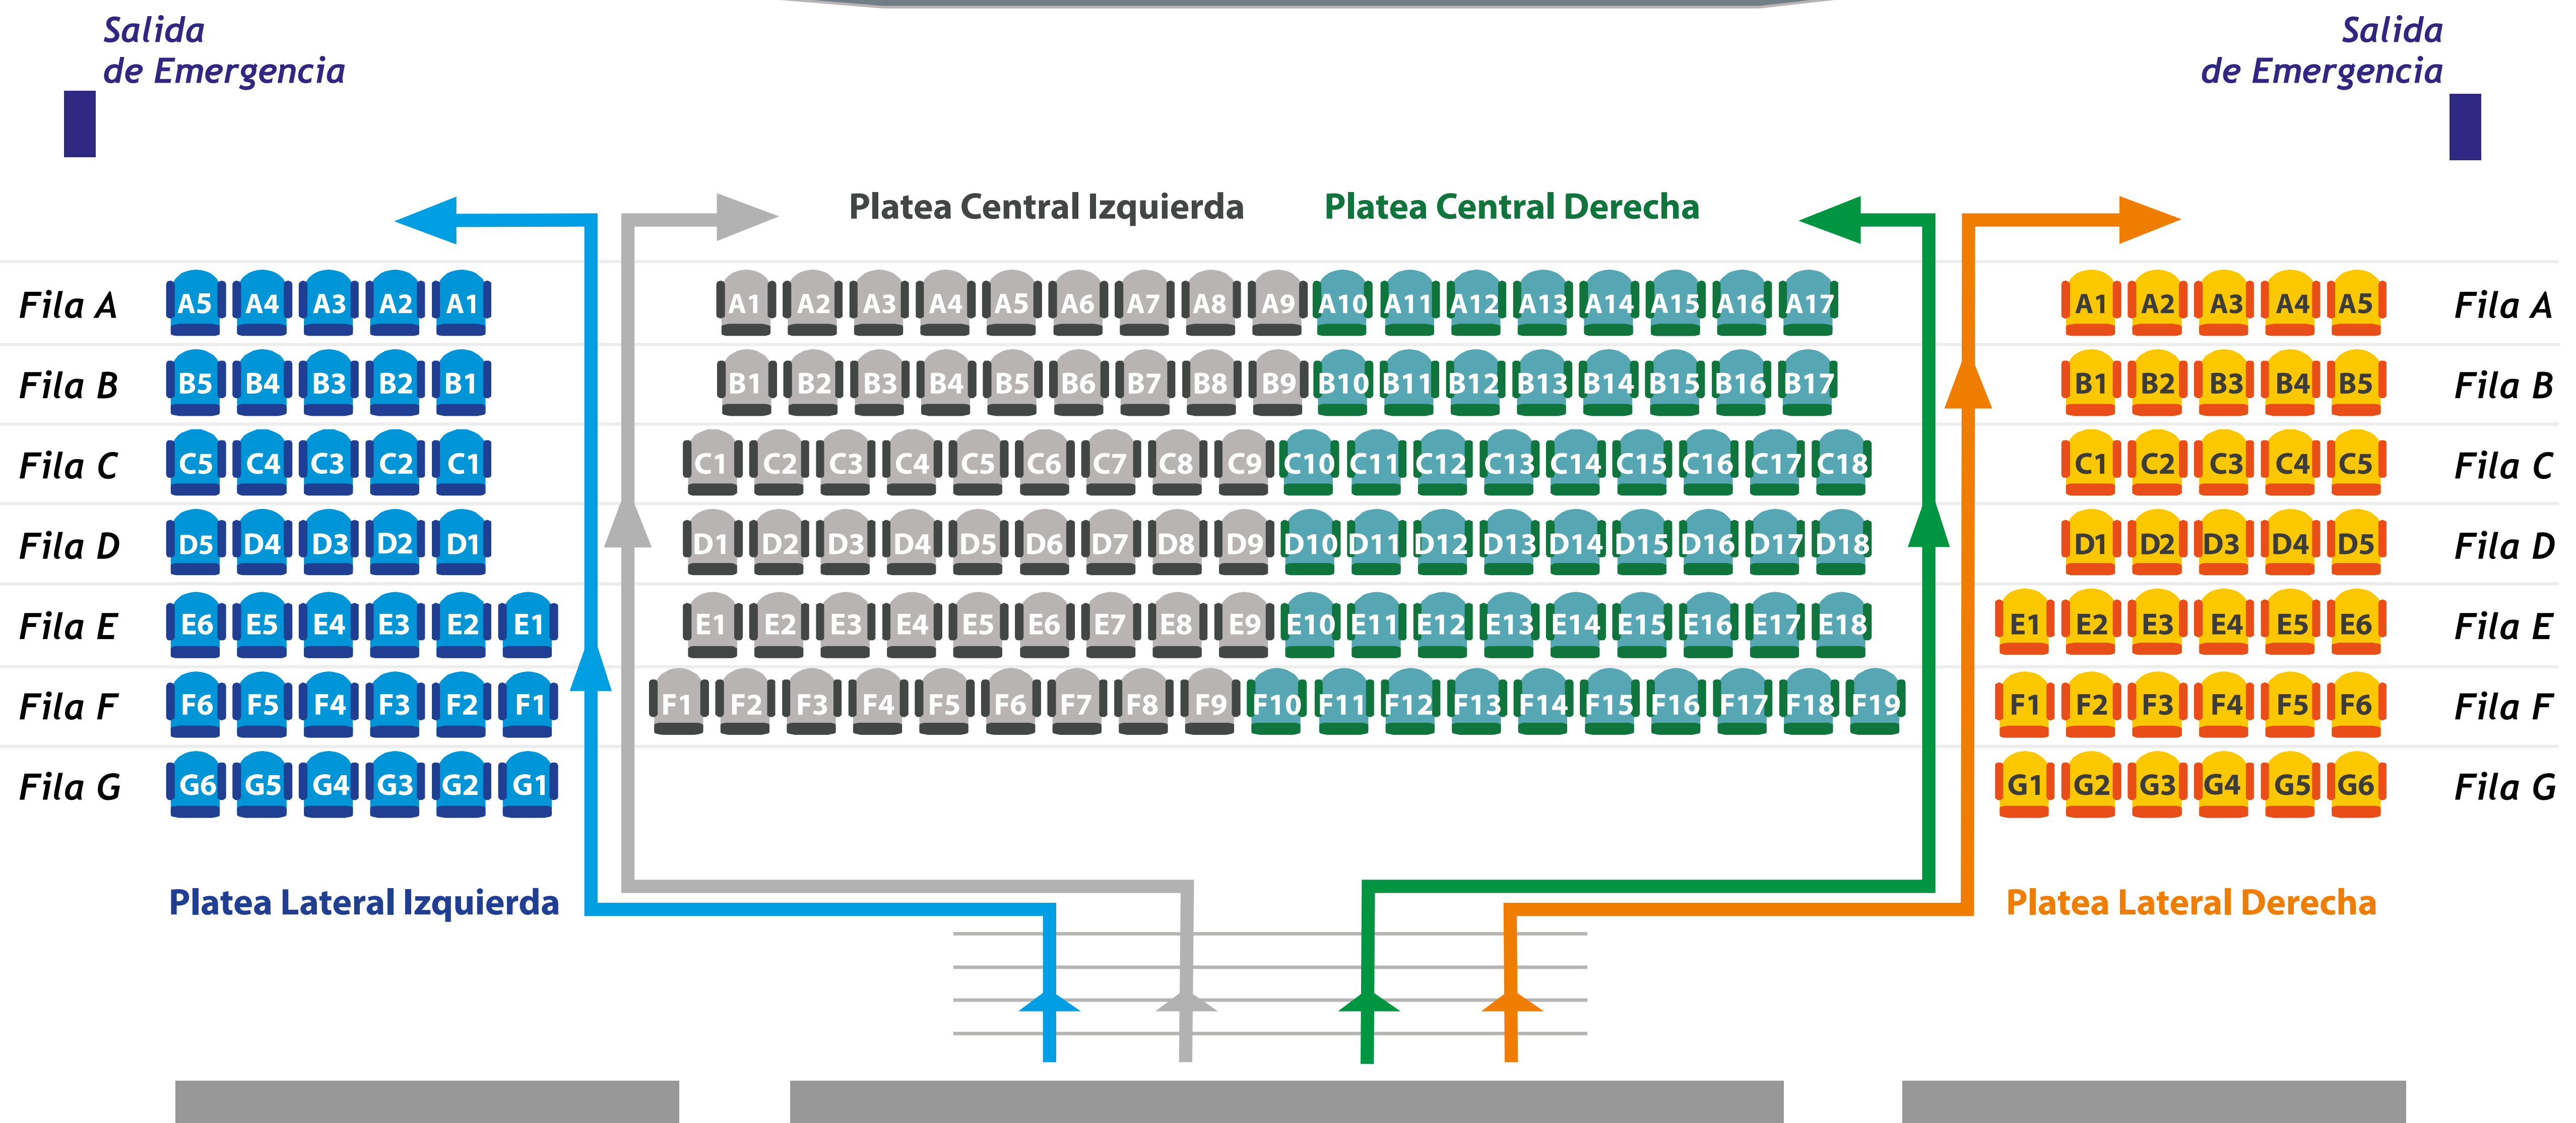 Salida
de Emergencia
Salida
de Emergencia
Platea Central Izquierda Platea Central Derecha
Fila A A5 A4 A3 A2 A1 A1 A2 A3 A4 A5 A6 A7 A8 A9 A10 A11 A12 A13 A14 A15 A16 A17 A1 A2 A3 A4 A5 Fila A
Fila B B5 B4 B3 B2 B1 B1 B2 B3 B4 B5 B6 B7 B8 B9 B10 B11 B12 B13 B14 B15 B16 B17 B1 B2 B3 B4 B5 Fila B
Fila C C5 C4 C3 C2 C1 C1 C2 C3 C4 C5 C6 C7 C8 C9 C10 C11 C12 C13 C14 C15 C16 C17 C18 C1 C2 C3 C4 C5 Fila C
Fila D D5 D4 D3 D2 D1 D1 D2 D3 D4 D5 D6 D7 D8 D9 D10 D11 D12 D13 D14 D15 D16 D17 D18 D1 D2 D3 D4 D5 Fila D
Fila E E6 E5 E4 E3 E2 E1 E1 E2 E3 E4 E5 E6 E7 E8 E9 E10 E11 E12 E13 E14 E15 E16 E17 E18 E1 E2 E3 E4 E5 E6 Fila E
Fila F F6 F5 F4 F3 F2 F1 F1 F2 F3 F4 F5 F6 F7 F8 F9 F10 F11 F12 F13 F14 F15 F16 F17 F18 F19 F1 F2 F3 F4 F5 F6 Fila F
Fila G G6 G5 G4 G3 G2 G1 G1 G2 G3 G4 G5 G6 Fila G
Platea Lateral Izquierda Platea Lateral Derecha